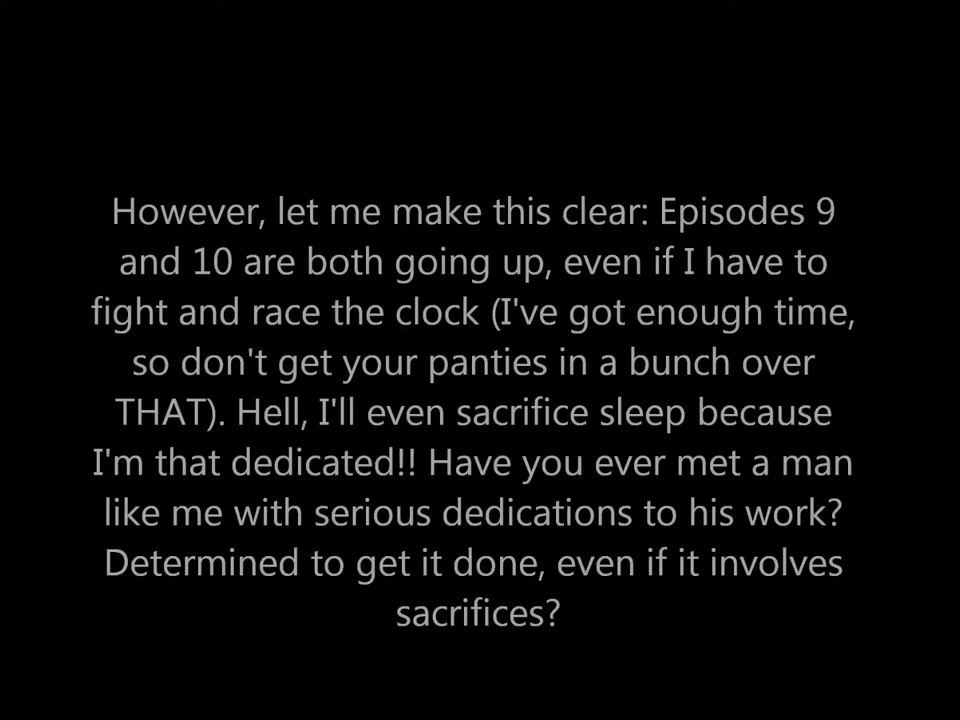 However, let me make this clear: Episodes 9
and 10 are both going up, even if I have to
fight and race the clock (I've got enough time,
so don't get your panties in a bunch over
THAT). Hell, I'll even sacrifice sleep because
I'm that dedicated!! Have you ever met a man
like me with serious dedications to his work?
Determined to get it done, even if it involves
sacrifices?